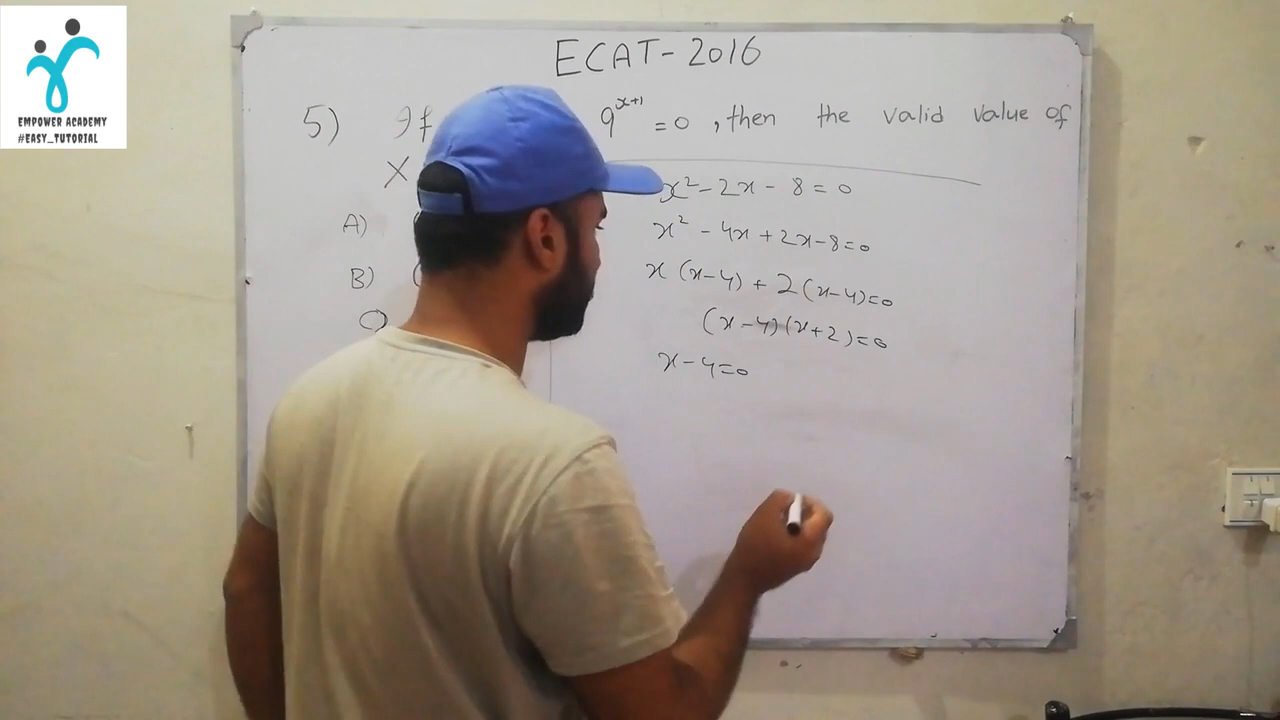 EMPOWER ACADEMY
#EASY_TUTORIAL
ECAT-2016
5) If 9^{x+1} = 0, then the valid value of
X
x² - 2x - 8 = 0
A)
x² - 4x + 2x - 8 = 0
B) (
x (x-4) + 2 (x-4) = 0
C)
(x-4)(x+2) = 0
x - 4 = 0